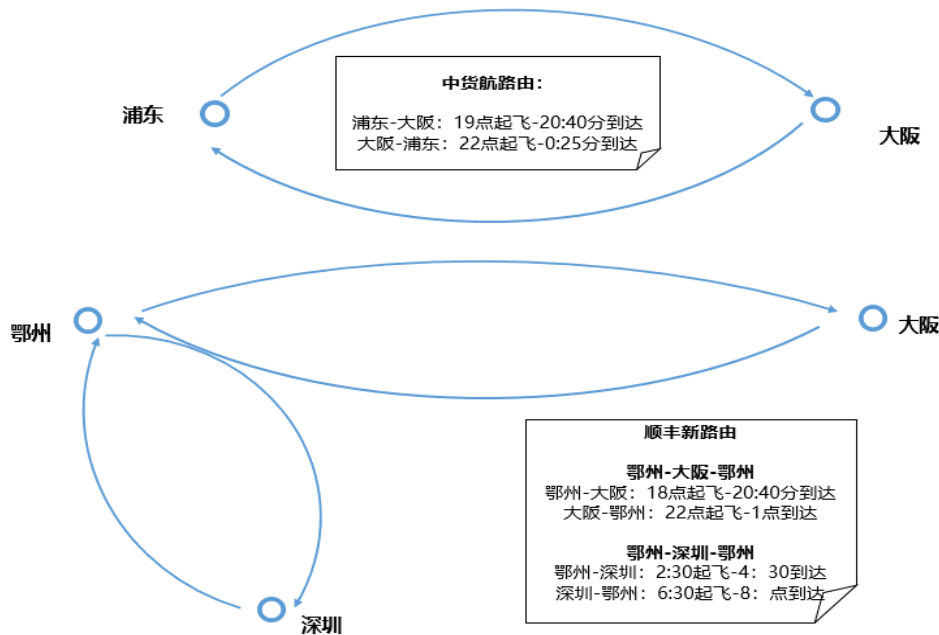 浦东
中货航路由：
浦东-大阪：19点起飞-20:40分到达
大阪-浦东：22点起飞-0:25分到达
大阪
鄂州
大阪
顺丰新路由
鄂州-大阪-鄂州
鄂州-大阪：18点起飞-20:40分到达
大阪-鄂州：22点起飞-1点到达
鄂州-深圳-鄂州
鄂州-深圳：2:30起飞-4：30到达
深圳-鄂州：6:30起飞-8：点到达
深圳